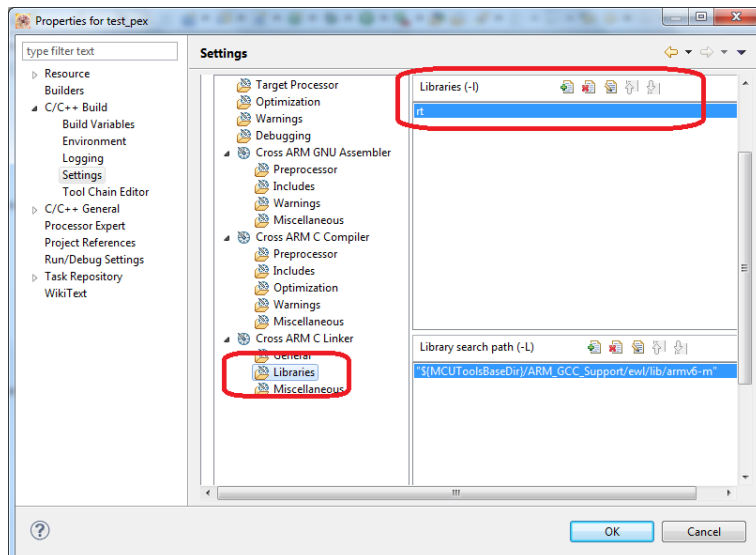 Properties for test_pex
type filter text
Resource
Builders
C/C++ Build
Build Variables
Environment
Logging
Settings
Tool Chain Editor
C/C++ General
Processor Expert
Project References
Run/Debug Settings
Task Repository
WikiText
Settings
Target Processor
Optimization
Warnings
Debugging
Cross ARM GNU Assembler
Preprocessor
Includes
Warnings
Miscellaneous
Cross ARM C Compiler
Preprocessor
Includes
Optimization
Warnings
Miscellaneous
Cross ARM C Linker
General
Libraries
Miscellaneous
Libraries (-l)
rt
Library search path (-L)
"${MCUToolsBaseDir}/ARM_GCC_Support/ewl/lib/armv6-m"
OK
Cancel